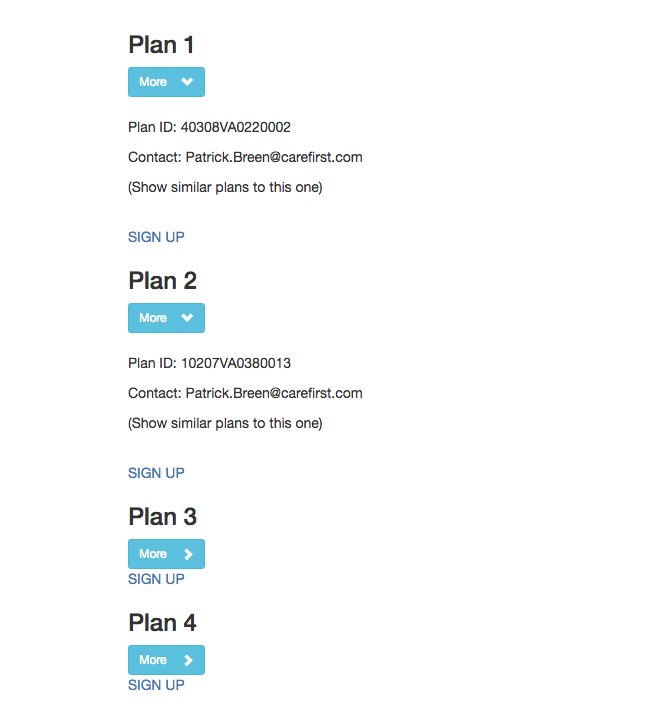 Plan 1
More
Plan ID: 40308VA0220002
Contact: Patrick.Breen@carefirst.com
(Show similar plans to this one)
SIGN UP
Plan 2
More
Plan ID: 10207VA0380013
Contact: Patrick.Breen@carefirst.com
(Show similar plans to this one)
SIGN UP
Plan 3
More
SIGN UP
Plan 4
More
SIGN UP